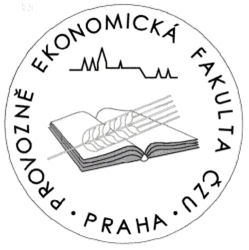 PROVOZNĚ EKONOMICKÁ FAKULTA ČZU
· PRAHA ·